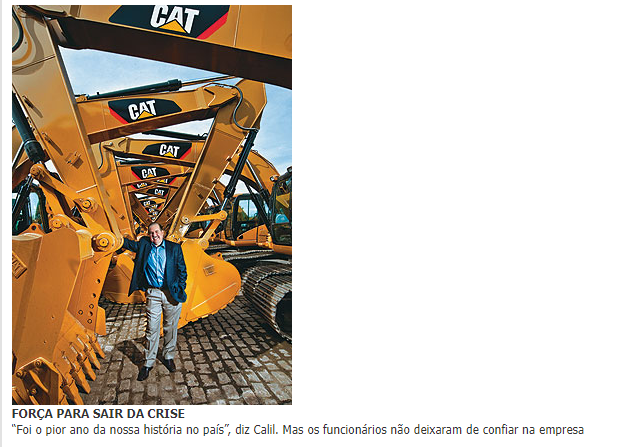 CAT
CAT
CAT
CAT
CAT
CAT
FORÇA PARA SAIR DA CRISE
“Foi o pior ano da nossa história no país”, diz Calil. Mas os funcionários não deixaram de confiar na empresa